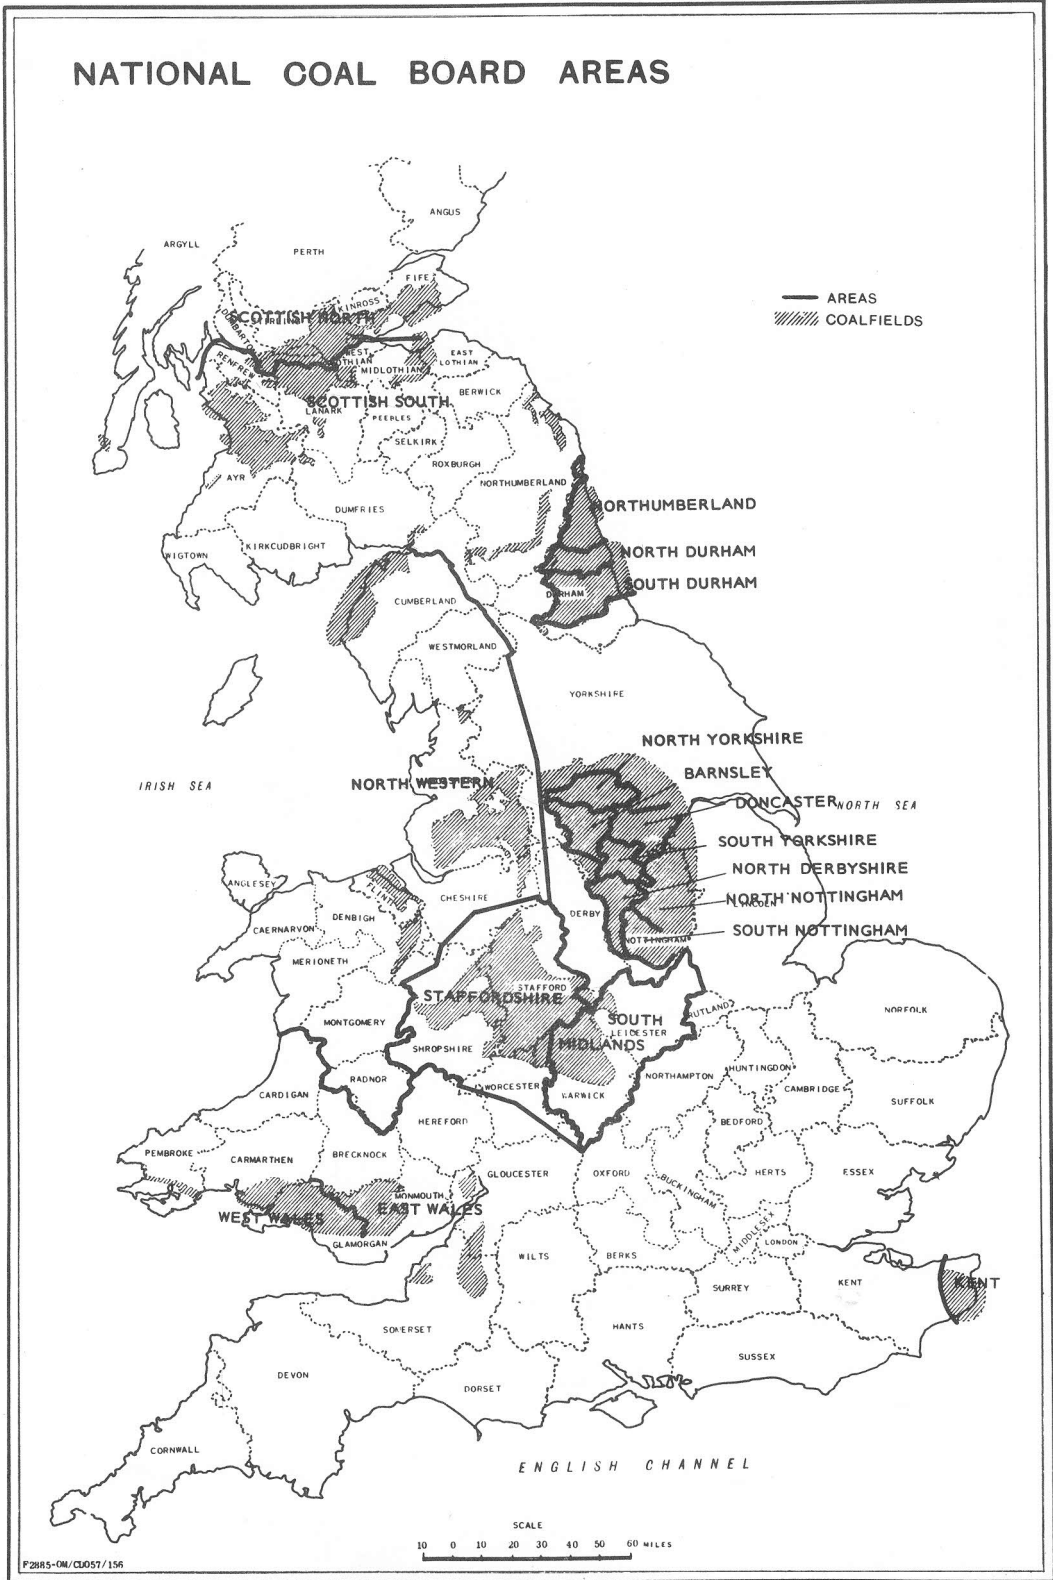 NATIONAL COAL BOARD AREAS
ANGUS
ARGYLL
PERTH
FIFE
KINROSS
AREAS
COALFIELDS
SCOTTISH NORTH
RENFREW
WEST LOTHIAN
MIDLOTHIAN
EAST LOTHIAN
BERWICK
SCOTTISH SOUTH
LANARK
PEEBLES
SELKIRK
ROXBURGH
AYR
NORTHUMBERLAND
DUMFRIES
NORTHUMBERLAND
WIGTOWN
KIRKCUDBRIGHT
NORTH DURHAM
SOUTH DURHAM
DURHAM
CUMBERLAND
WESTMORLAND
YORKSHIRE
NORTH YORKSHIRE
BARNSLEY
IRISH SEA
NORTH WESTERN
DONCASTER
NORTH SEA
SOUTH YORKSHIRE
NORTH DERBYSHIRE
ANGLESEY
FLINT
CHESHIRE
NORTH NOTTINGHAM
LINCOLN
DENBIGH
DERBY
CAERNARVON
SOUTH NOTTINGHAM
NOTTINGHAM
MERIONETH
STAFFORD
STAFFORDSHIRE
RUTLAND
NORFOLK
MONTGOMERY
SOUTH
LEICESTER
MIDLANDS
SHROPSHIRE
RADNOR
WORCESTER
NORTHAMPTON
HUNTINGDON
CAMBRIDGE
CARDIGAN
WARWICK
SUFFOLK
HEREFORD
BEDFORD
PEMBROKE
CARMARTHEN
BRECKNOCK
GLOUCESTER
OXFORD
BUCKINGHAM
HERTS
ESSEX
MONMOUTH
EAST WALES
WEST WALES
GLAMORGAN
MIDDLESEX
LONDON
WILTS
BERKS
SURREY
KENT
KENT
SOMERSET
HANTS
SUSSEX
DEVON
DORSET
CORNWALL
ENGLISH CHANNEL
SCALE
10 0 10 20 30 40 50 60 MILES
F2885-OM/CU057/156